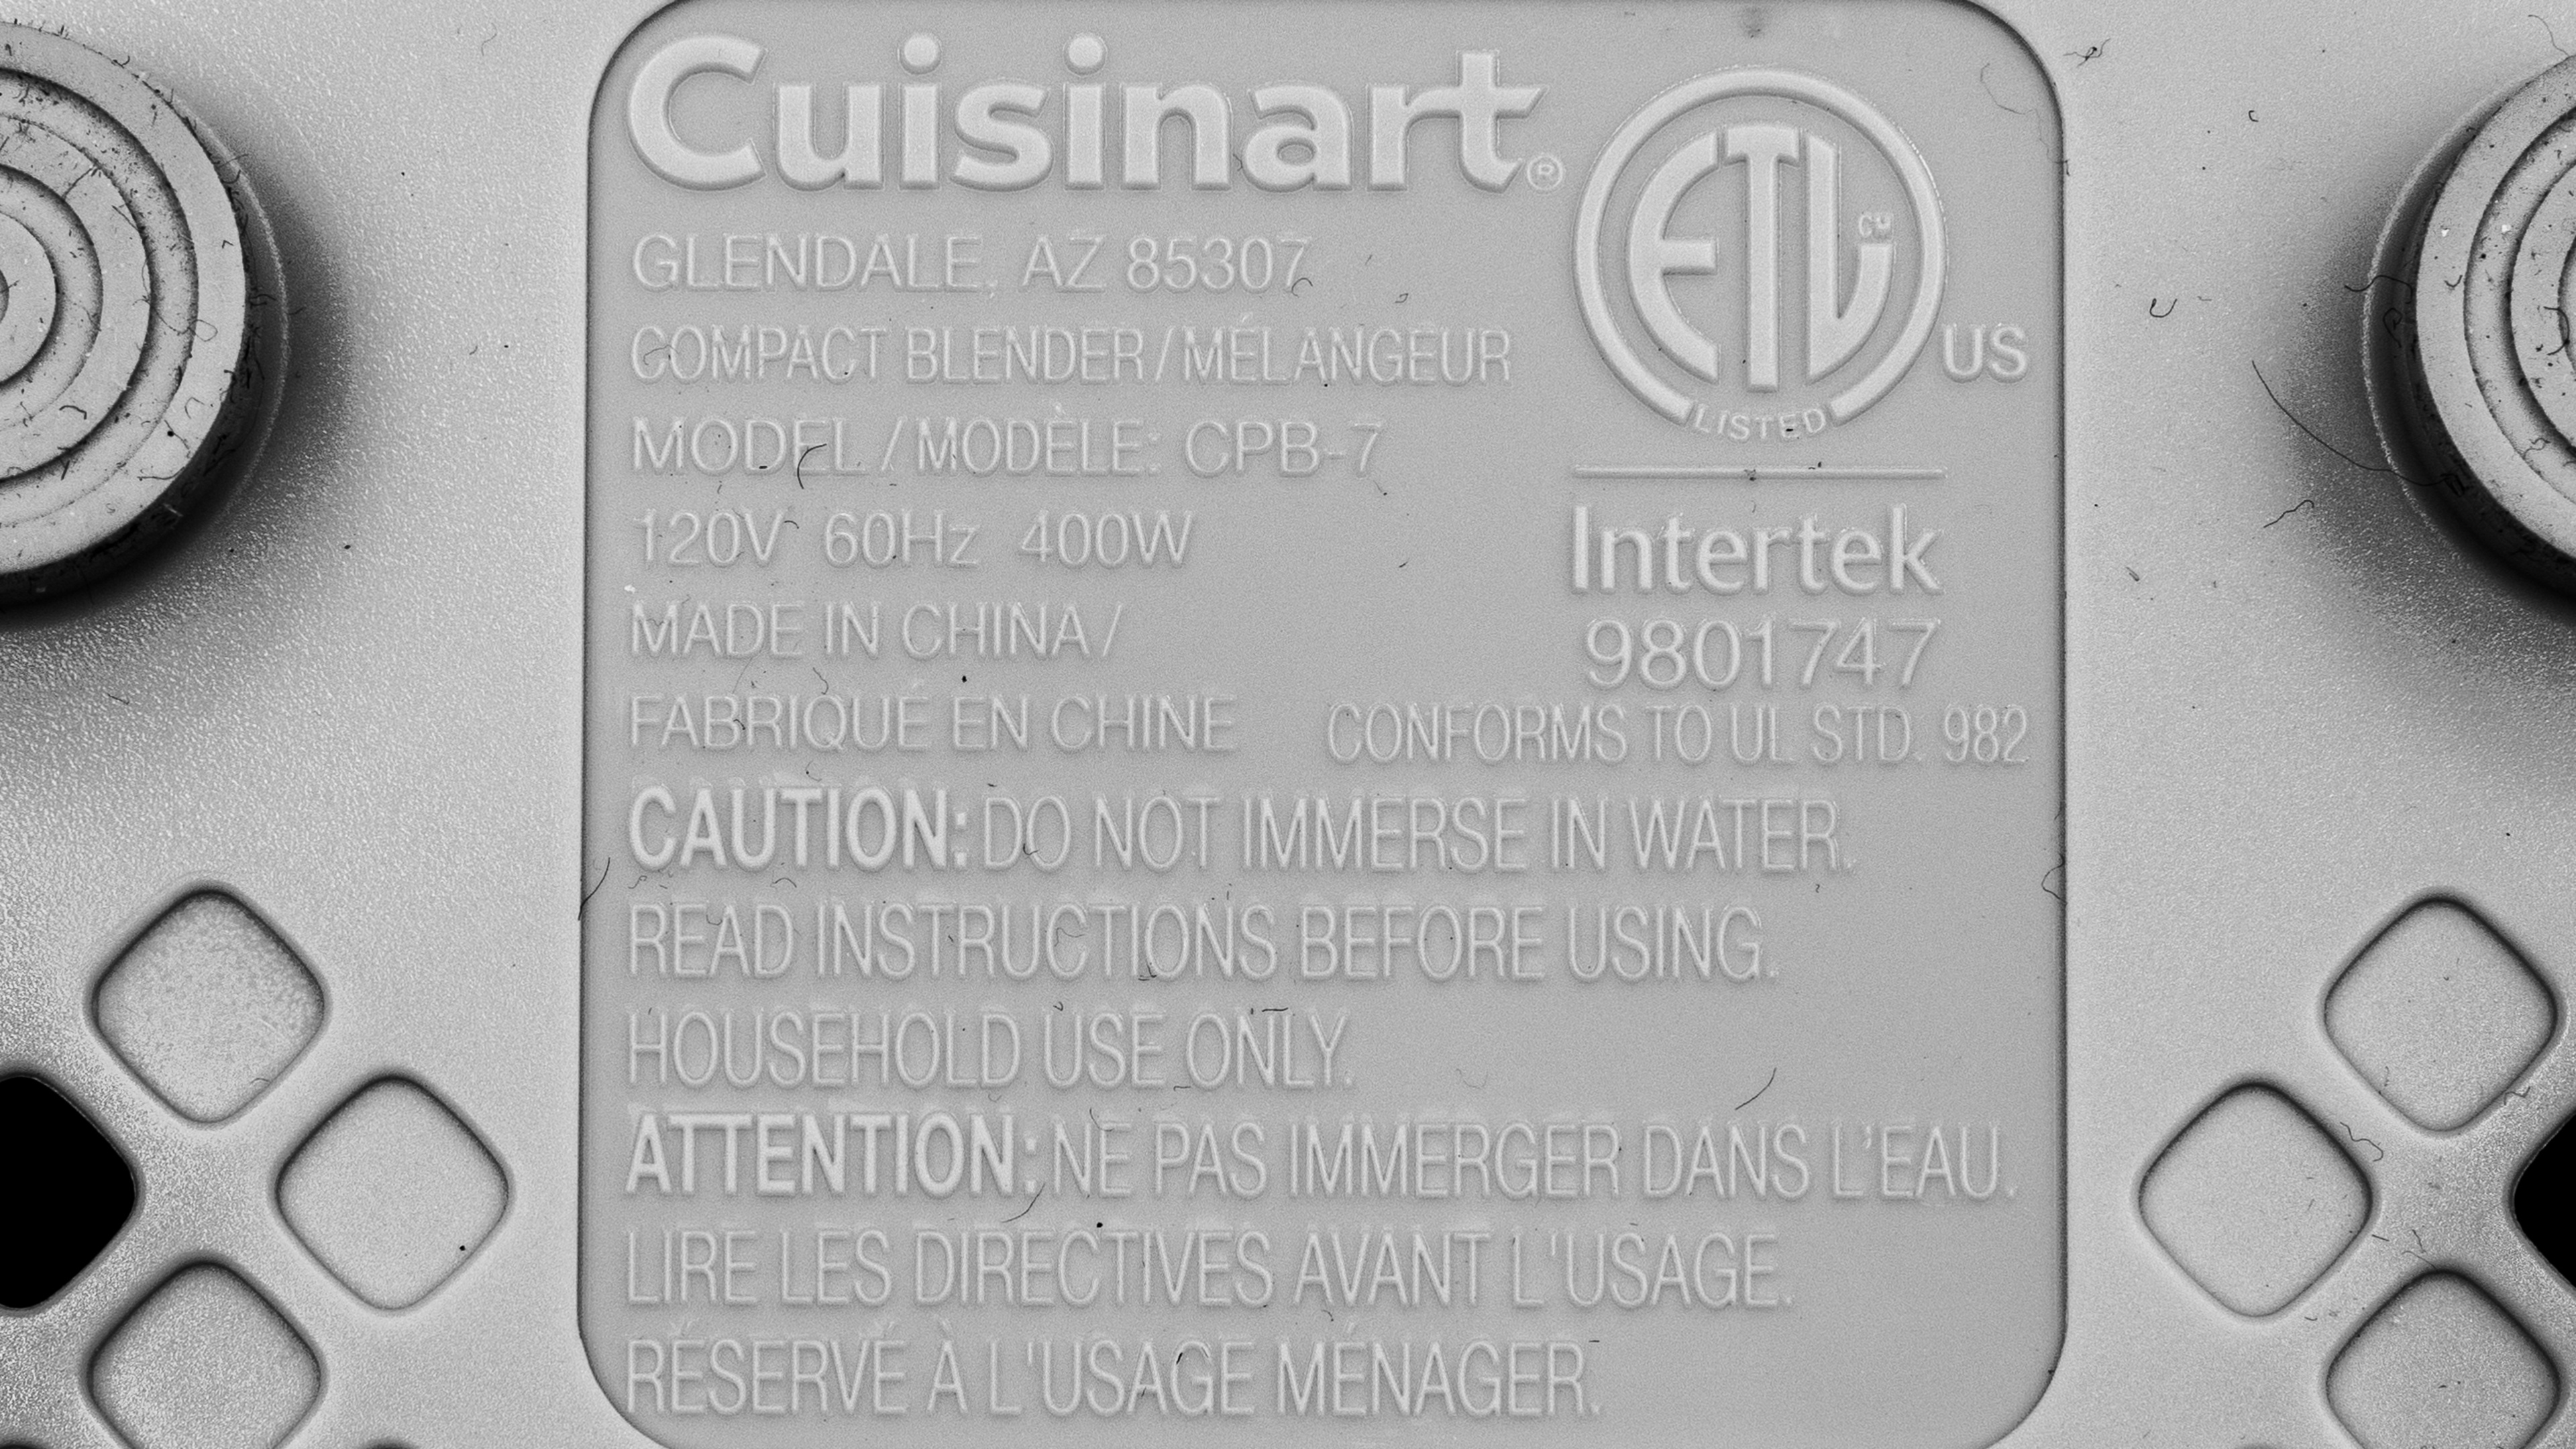 Cuisinart®
GLENDALE, AZ 85307
COMPACT BLENDER / MÉLANGEUR
MODEL / MODÈLE: CPB-7
120V 60Hz 400W
MADE IN CHINA /
FABRIQUÉ EN CHINE
ETL CM
US
LISTED
Intertek
9801747
CONFORMS TO UL STD. 982
CAUTION: DO NOT IMMERSE IN WATER.
READ INSTRUCTIONS BEFORE USING.
HOUSEHOLD USE ONLY.
ATTENTION: NE PAS IMMERGER DANS L'EAU.
LIRE LES DIRECTIVES AVANT L'USAGE.
RÉSERVÉ À L'USAGE MÉNAGER.